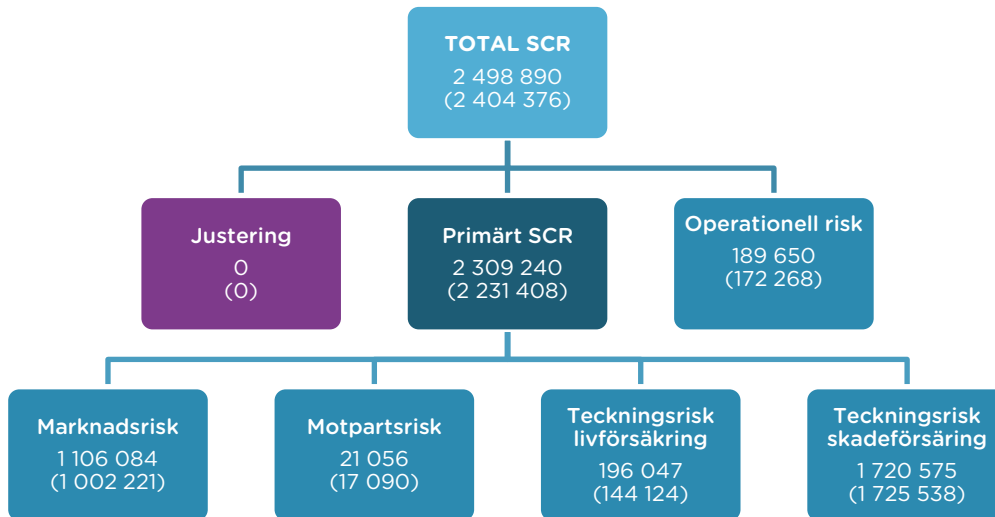 TOTAL SCR
2 498 890
(2 404 376)
Justering
0
(0)
Primärt SCR
2 309 240
(2 231 408)
Operationell risk
189 650
(172 268)
Marknadsrisk
1 106 084
(1 002 221)
Motpartsrisk
21 056
(17 090)
Teckningsrisk
livförsäkring
196 047
(144 124)
Teckningsrisk
skadeförsäring
1 720 575
(1 725 538)